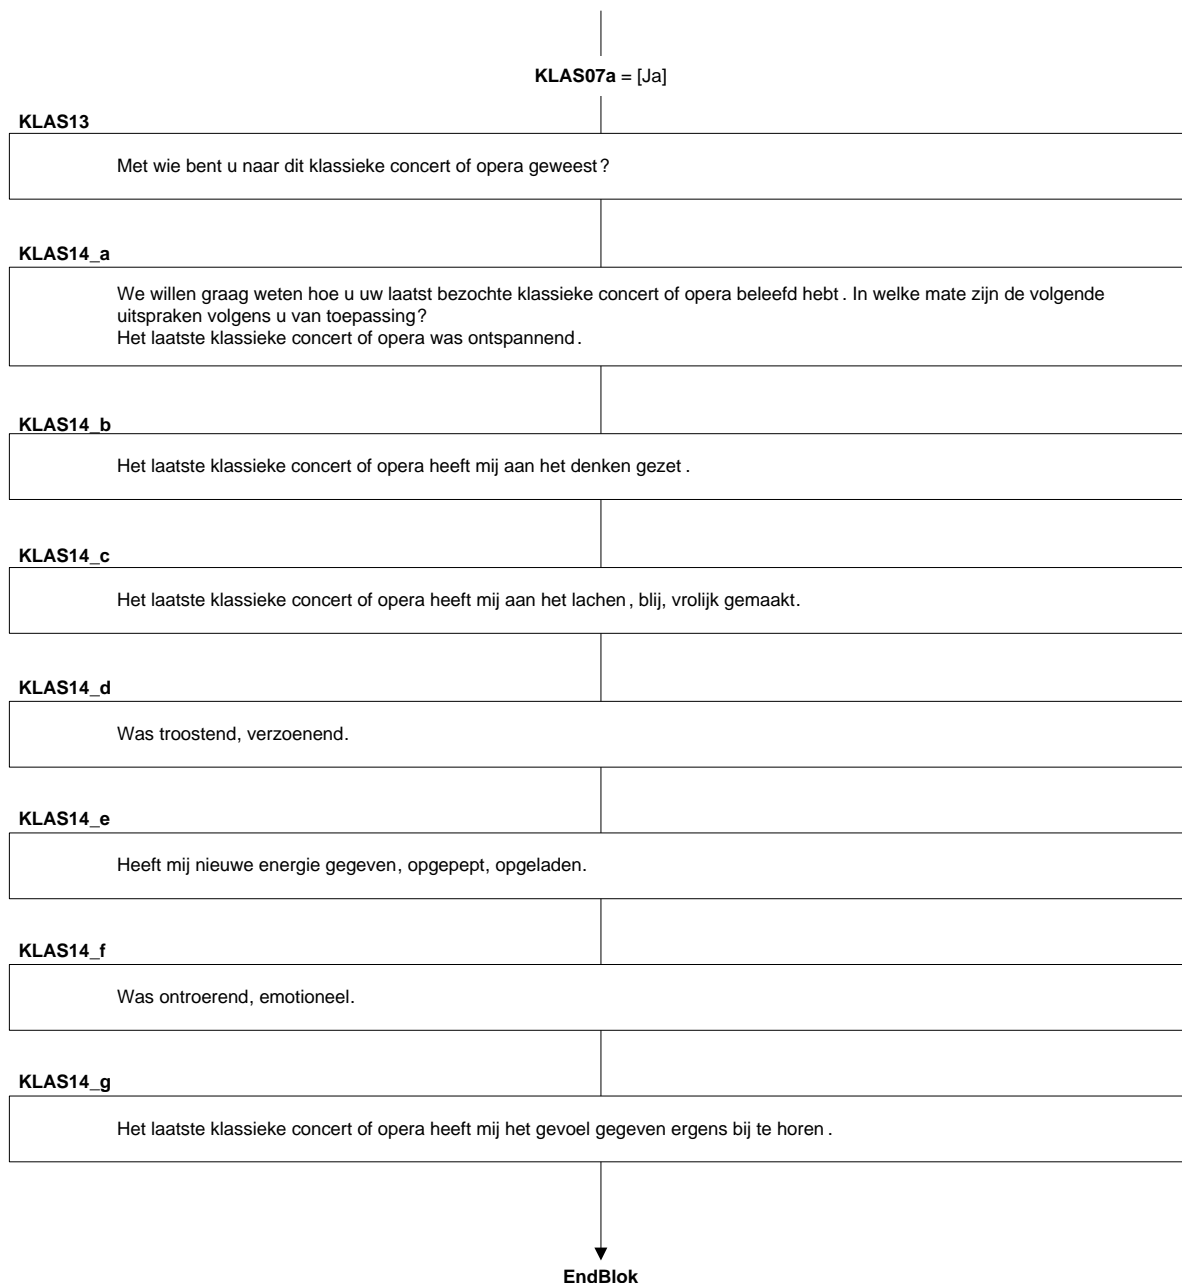 KLAS07a = [Ja]
KLAS13
Met wie bent u naar dit klassieke concert of opera geweest?
KLAS14_a
We willen graag weten hoe u uw laatst bezochte klassieke concert of opera beleefd hebt. In welke mate zijn de volgende
uitspraken volgens u van toepassing?
Het laatste klassieke concert of opera was ontspannend.
KLAS14_b
Het laatste klassieke concert of opera heeft mij aan het denken gezet.
KLAS14_c
Het laatste klassieke concert of opera heeft mij aan het lachen, blij, vrolijk gemaakt.
KLAS14_d
Was troostend, verzoenend.
KLAS14_e
Heeft mij nieuwe energie gegeven, opgepept, opgeladen.
KLAS14_f
Was ontroerend, emotioneel.
KLAS14_g
Het laatste klassieke concert of opera heeft mij het gevoel gegeven ergens bij te horen.
EndBlok